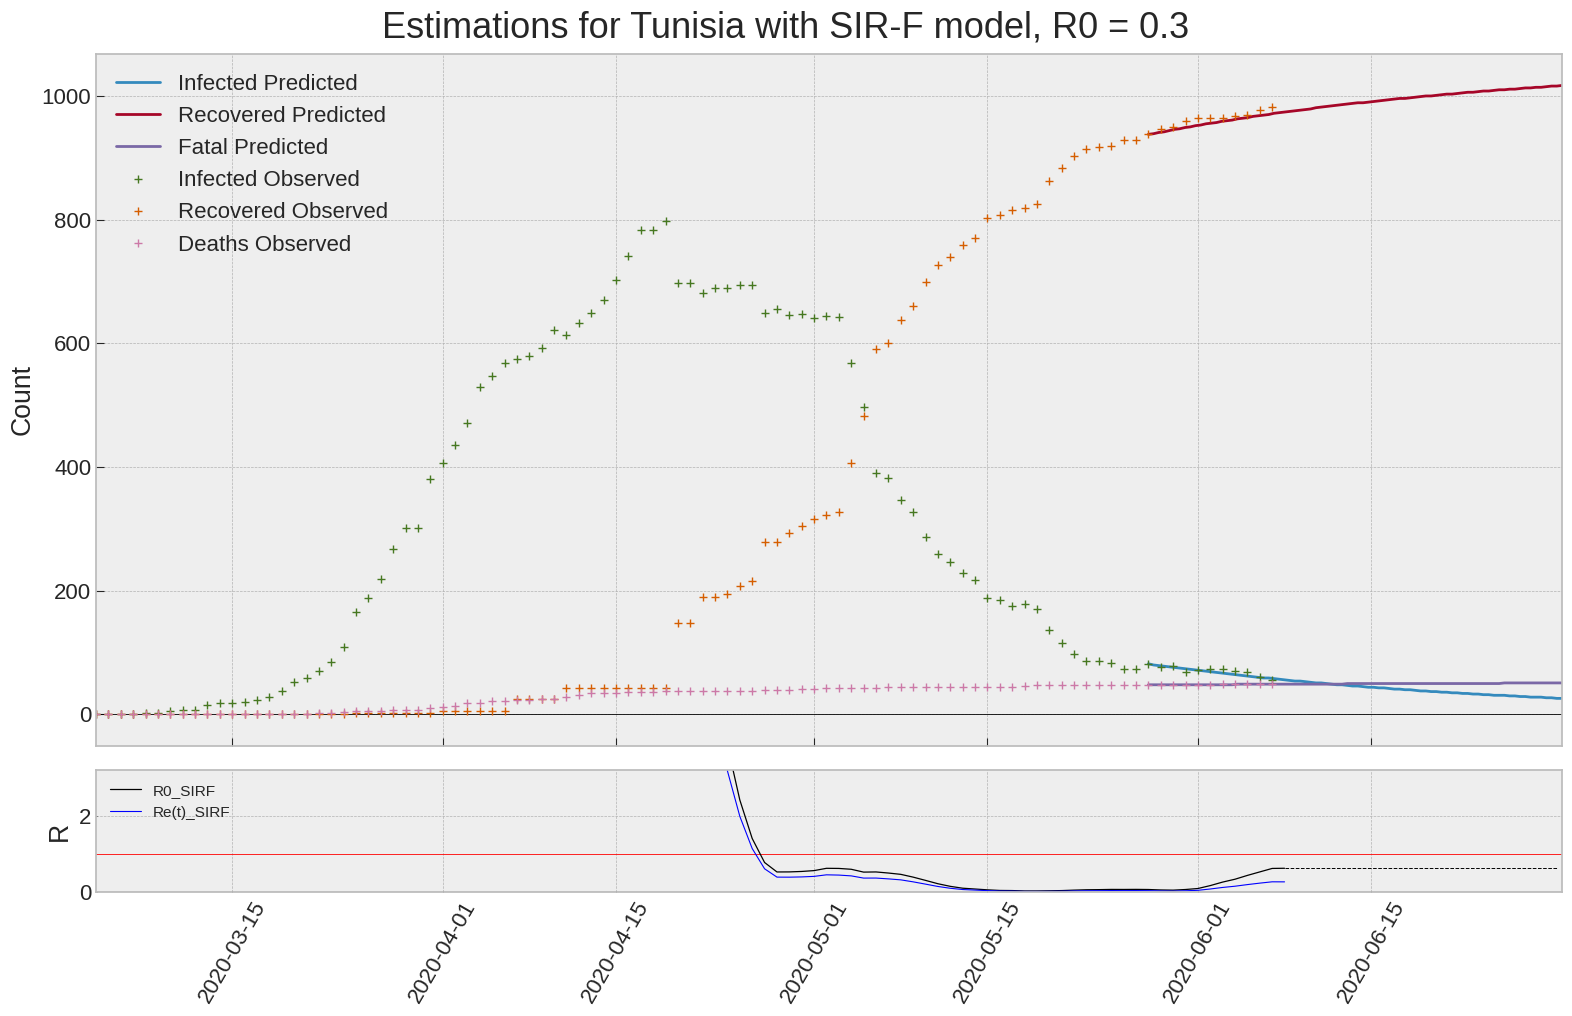 Estimations for Tunisia with SIR-F model, R0 = 0.3
Infected Predicted
Recovered Predicted
Fatal Predicted
Infected Observed
Recovered Observed
Deaths Observed
1000
800
600
400
200
0
Count
R0_SIRF
Re(t)_SIRF
2
0
R
2020-03-15
2020-04-01
2020-04-15
2020-05-01
2020-05-15
2020-06-01
2020-06-15